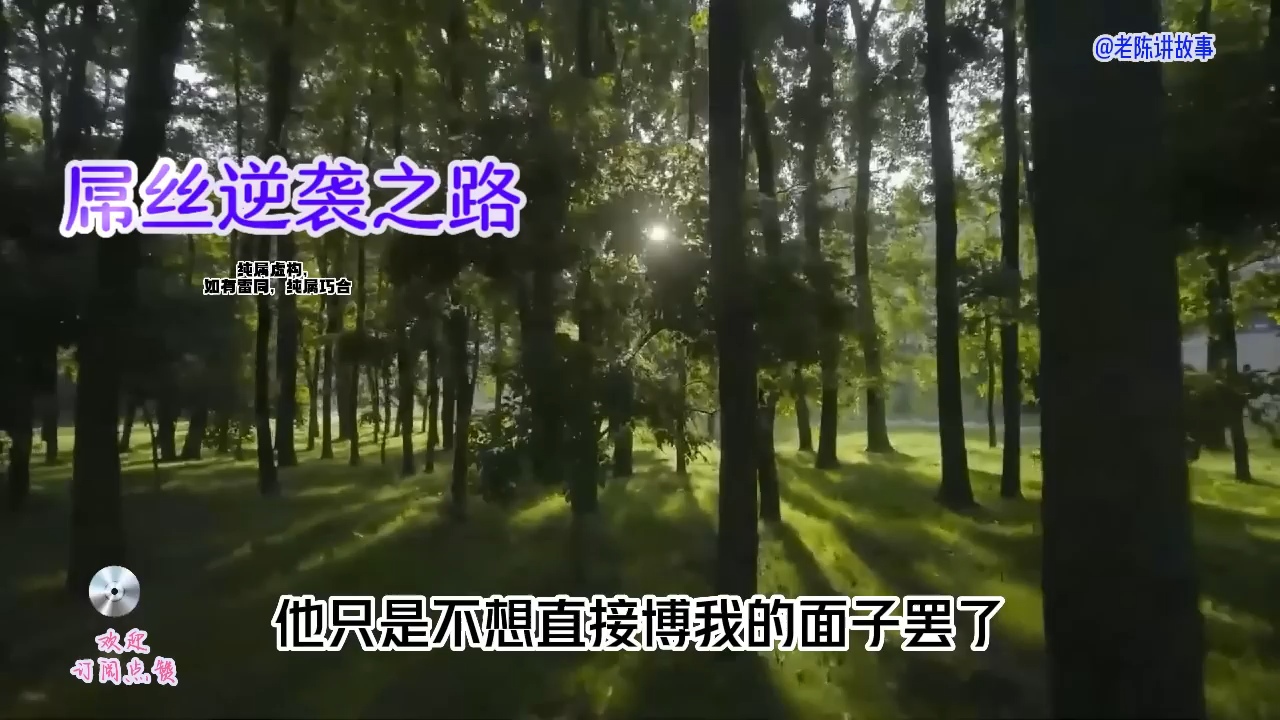 @老陈讲故事
屌丝逆袭之路
纯属虚构,
如有雷同,纯属巧合
他只是不想直接博我的面子罢了
欢迎
订阅点赞